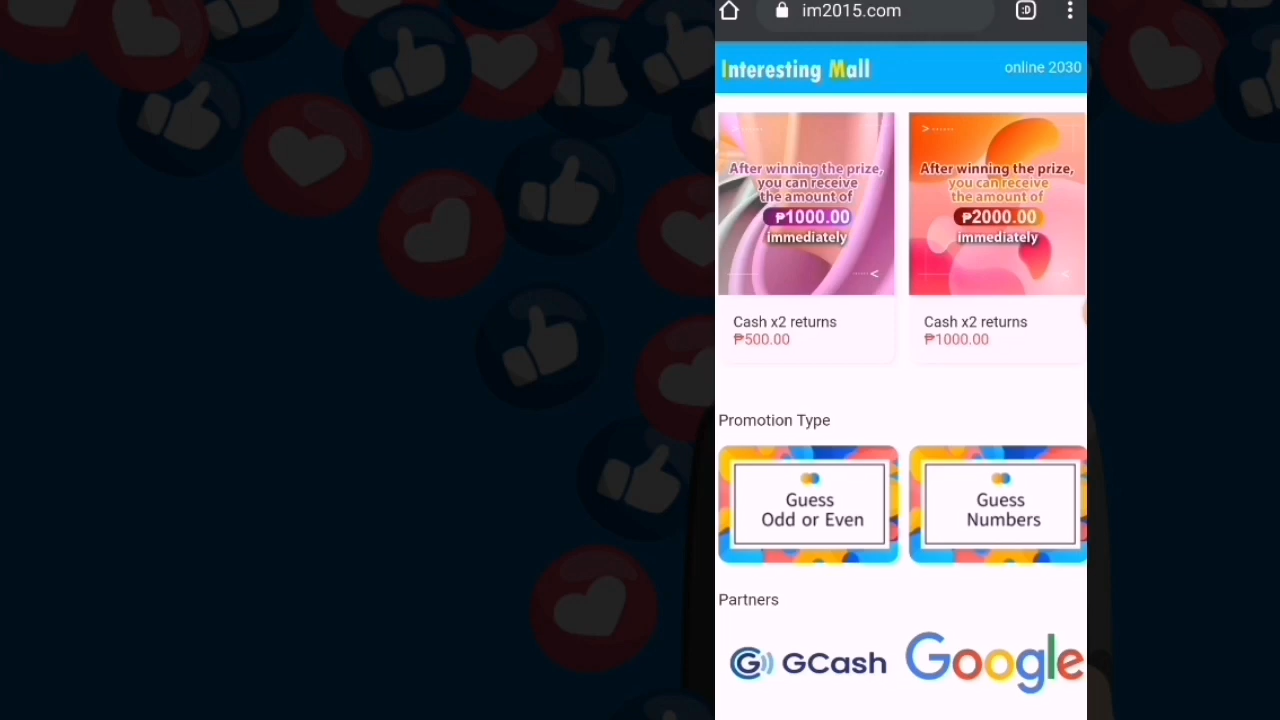 im2015.com
:D
Interesting Mall
online 2030
After winning the prize,
you can receive
the amount of
₱1000.00
immediately
After winning the prize,
you can receive
the amount of
₱2000.00
immediately
Cash x2 returns
₱500.00
Cash x2 returns
₱1000.00
Promotion Type
Guess
Odd or Even
Guess
Numbers
Partners
GCash
Google